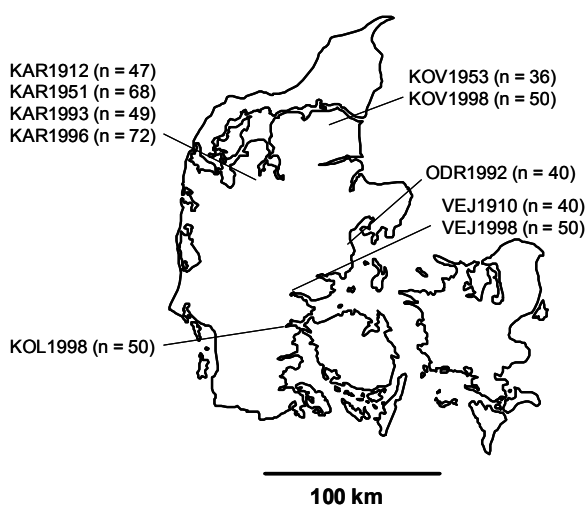 KAR1912 (n = 47)
KAR1951 (n = 68)
KAR1993 (n = 49)
KAR1996 (n = 72)
KOV1953 (n = 36)
KOV1998 (n = 50)
ODR1992 (n = 40)
VEJ1910 (n = 40)
VEJ1998 (n = 50)
KOL1998 (n = 50)
100 km